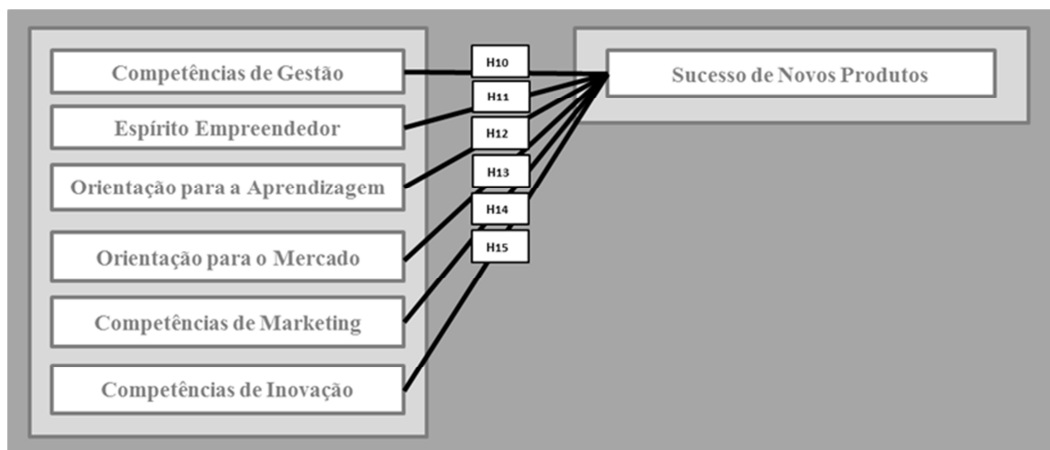 Competências de Gestão
Espírito Empreendedor
Orientação para a Aprendizagem
Orientação para o Mercado
Competências de Marketing
Competências de Inovação
H10
H11
H12
H13
H14
H15
Sucesso de Novos Produtos